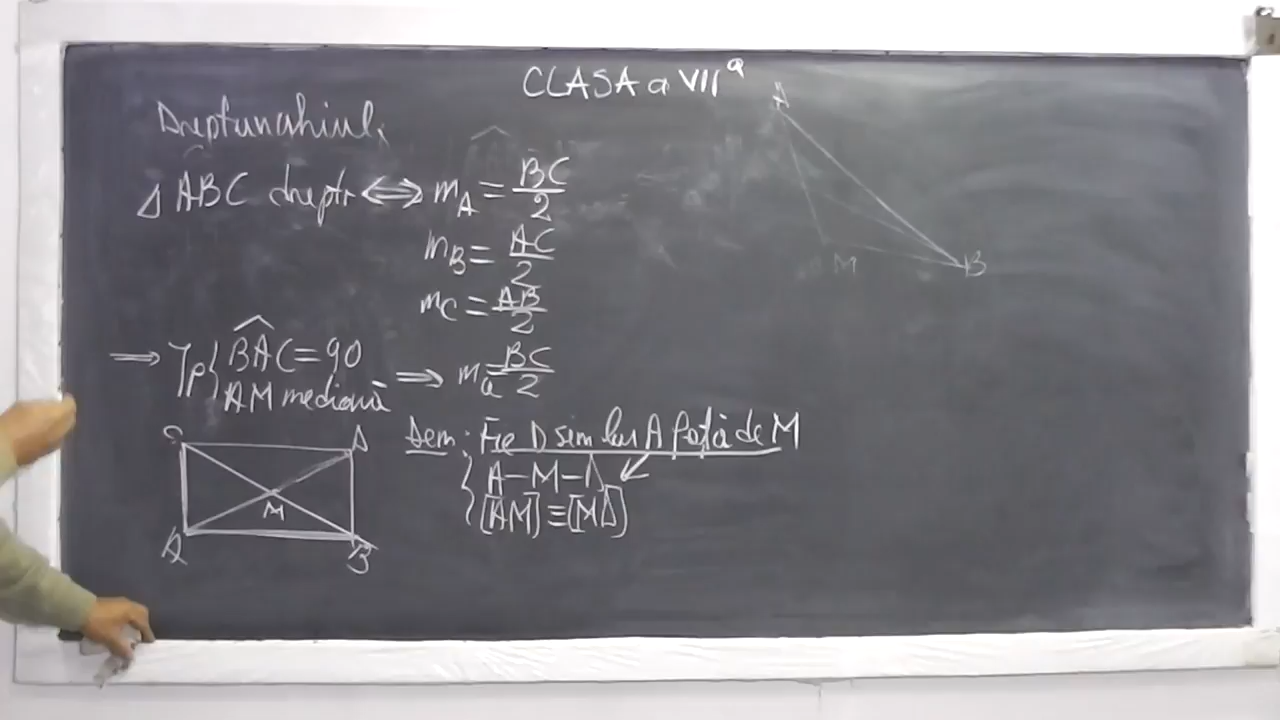 CLASA a VII a
Dreptunghiul.
Δ ABC dreptr ⟺ m_A = BC/2
m_B = AC/2
m_C = AB/2
⟹ Ip { BAC = 90
AM mediană ⟹ m_a = BC/2
Dem: Fie D sim lui A față de M
A – M – D
[AM] ≡ [MD]
C D
M
A B
A
M B